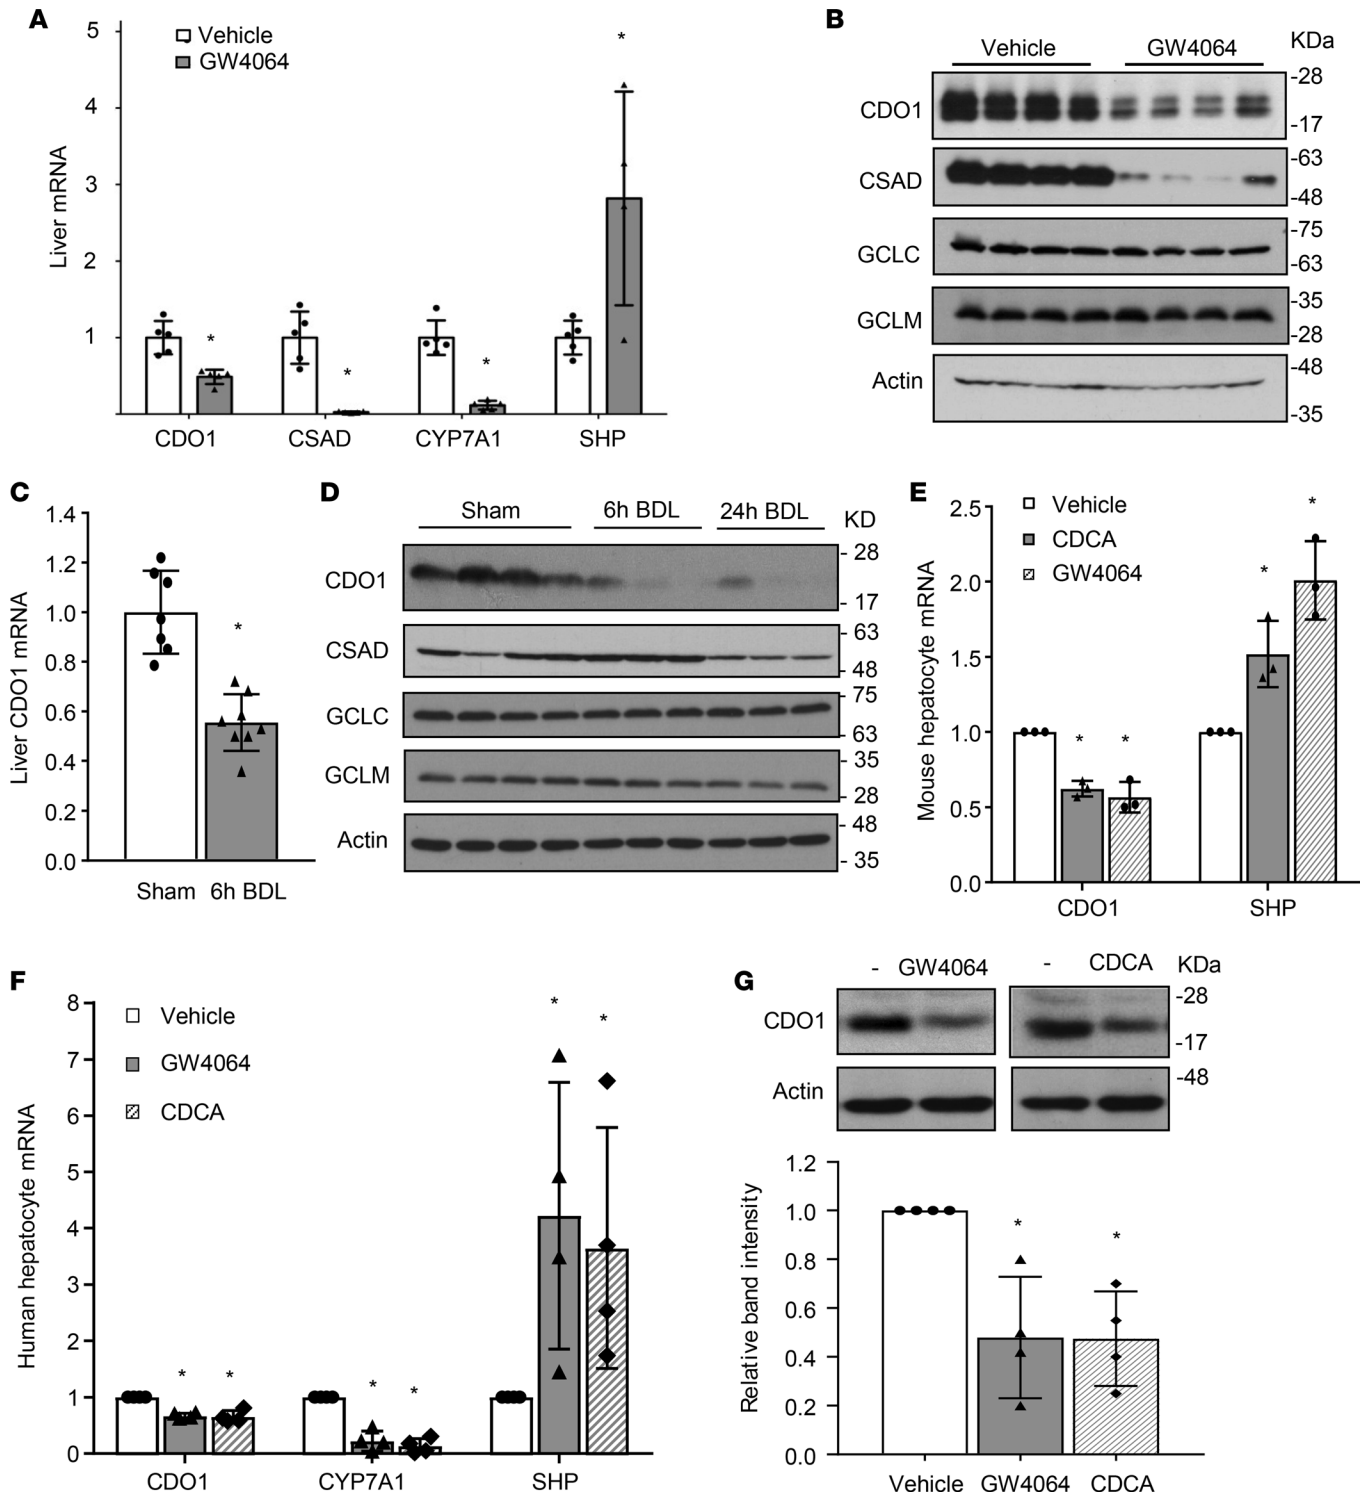 A
5
4
3
2
1
Liver mRNA
Vehicle
GW4064
*
*
*
*
CDO1 CSAD CYP7A1 SHP
B
Vehicle GW4064 KDa
CDO1
-28
-17
CSAD
-63
-48
GCLC
-75
-63
GCLM
-35
-28
Actin
-48
-35
C
1.4
1.2
1.0
0.8
0.6
0.4
0.2
0.0
Liver CDO1 mRNA
*
Sham 6h BDL
D
Sham 6h BDL 24h BDL KD
CDO1
- 28
- 17
CSAD
- 63
- 48
GCLC
- 75
- 63
GCLM
- 35
- 28
Actin
- 48
- 35
E
2.5
2.0
1.5
1.0
0.5
0.0
Mouse hepatocyte mRNA
Vehicle
CDCA
GW4064
* *
* *
CDO1 SHP
F
8
7
6
5
4
3
2
1
0
Human hepatocyte mRNA
Vehicle
GW4064
CDCA
* *
* *
* *
CDO1 CYP7A1 SHP
G
- GW4064 - CDCA KDa
CDO1
-28
-17
Actin
-48
1.2
1.0
0.8
0.6
0.4
0.2
0.0
Relative band intensity
* *
Vehicle GW4064 CDCA